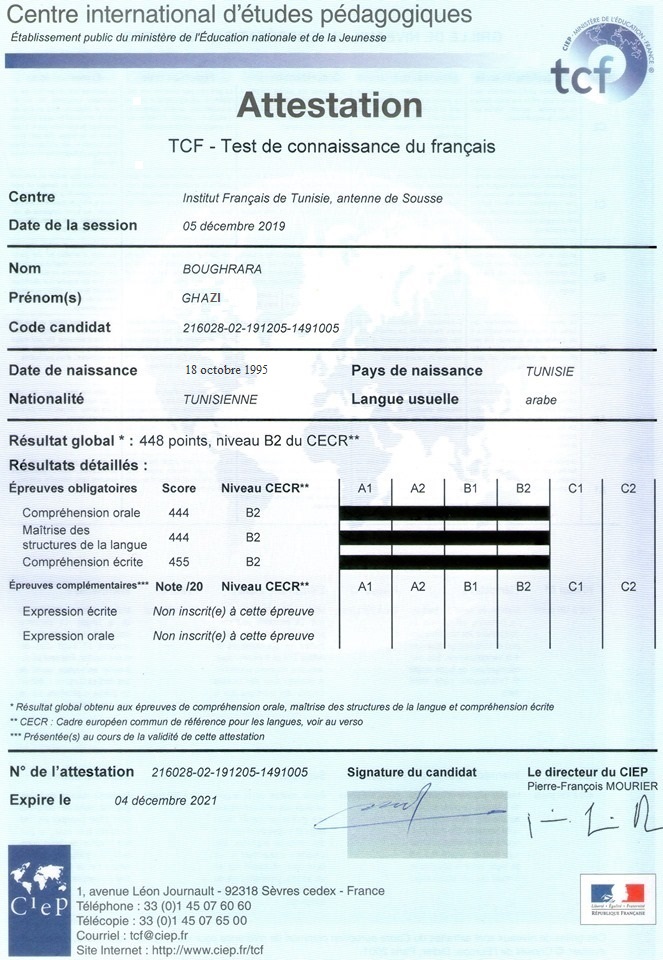 Centre international d'études pédagogiques
Établissement public du ministère de l'Éducation nationale et de la Jeunesse
CIEP - MINISTÈRE DE L'ÉDUCATION - FRANCE
tcf ®
Attestation
TCF - Test de connaissance du français
Centre Institut Français de Tunisie, antenne de Sousse
Date de la session 05 décembre 2019
Nom BOUGHRARA
Prénom(s) GHAZI
Code candidat 216028-02-191205-1491005
Date de naissance 18 octobre 1995 Pays de naissance TUNISIE
Nationalité TUNISIENNE Langue usuelle arabe
Résultat global * : 448 points, niveau B2 du CECR**
Résultats détaillés :
Épreuves obligatoires Score Niveau CECR** A1 A2 B1 B2 C1 C2
Compréhension orale 444 B2
Maîtrise des
structures de la langue 444 B2
Compréhension écrite 455 B2
Épreuves complémentaires*** Note /20 Niveau CECR** A1 A2 B1 B2 C1 C2
Expression écrite Non inscrit(e) à cette épreuve
Expression orale Non inscrit(e) à cette épreuve
* Résultat global obtenu aux épreuves de compréhension orale, maîtrise des structures de la langue et compréhension écrite
** CECR : Cadre européen commun de référence pour les langues, voir au verso
*** Présentée(s) au cours de la validité de cette attestation
N° de l'attestation 216028-02-191205-1491005 Signature du candidat Le directeur du CIEP
Pierre-François MOURIER
Expire le 04 décembre 2021
CIEP
1, avenue Léon Journault - 92318 Sèvres cedex - France
Téléphone : 33 (0)1 45 07 60 60
Télécopie : 33 (0)1 45 07 65 00
Courriel : tcf@ciep.fr
Site Internet : http://www.ciep.fr/tcf
Liberté • Égalité • Fraternité
RÉPUBLIQUE FRANÇAISE